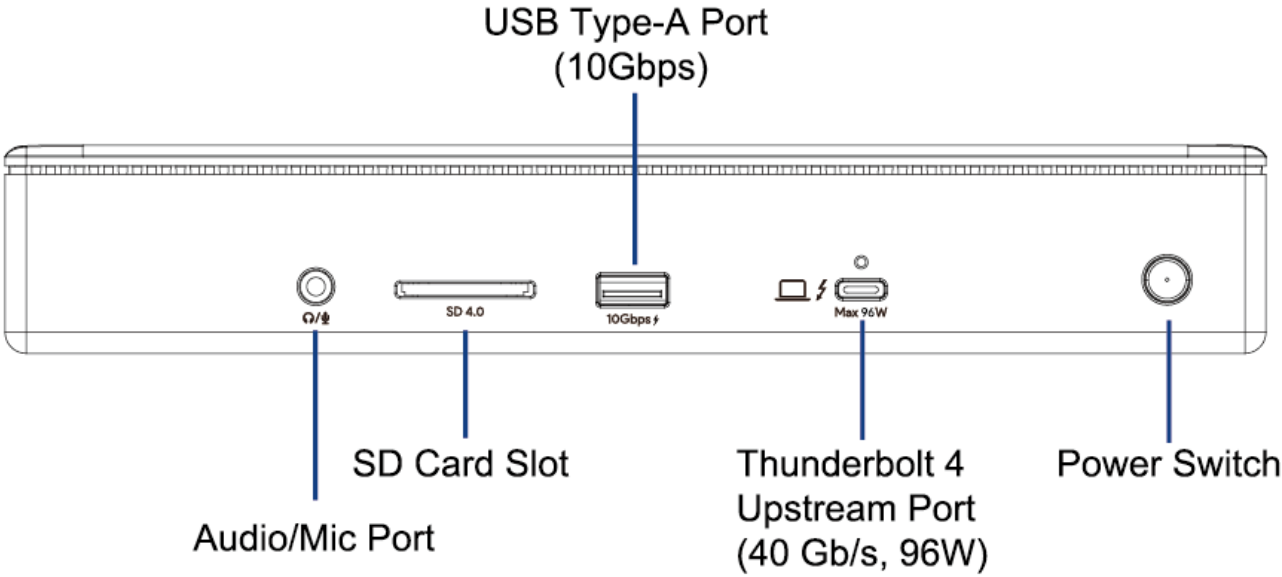 USB Type-A Port
(10Gbps)
SD 4.0
10Gbps
Max 96W
SD Card Slot
Audio/Mic Port
Thunderbolt 4
Upstream Port
(40 Gb/s, 96W)
Power Switch